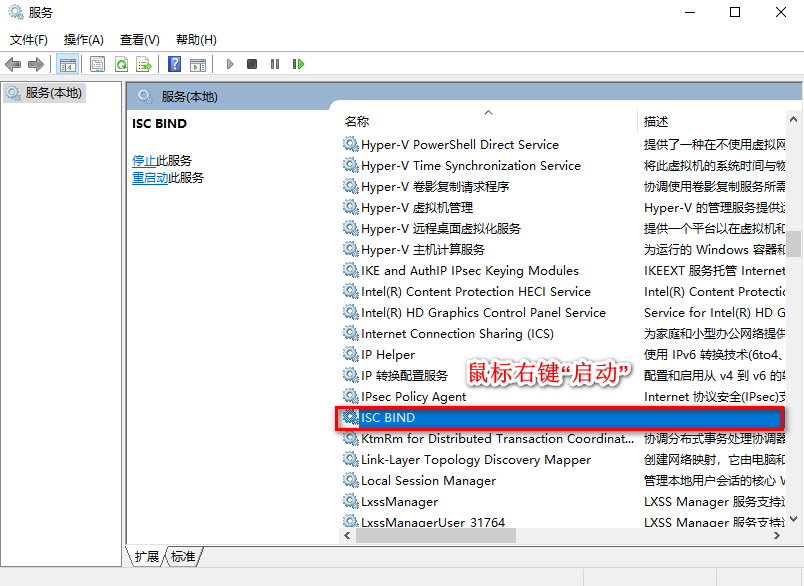 服务
文件(F) 操作(A) 查看(V) 帮助(H)
服务(本地)
服务(本地)
ISC BIND
停止此服务
重启动此服务
名称 描述
Hyper-V PowerShell Direct Service 提供了一种在不使用虚拟网
Hyper-V Time Synchronization Service 将此虚拟机的系统时间与物
Hyper-V 卷影复制请求程序 协调使用卷影复制服务所需
Hyper-V 虚拟机管理 Hyper-V 的管理服务提供
Hyper-V 远程桌面虚拟化服务 提供一个平台以在虚拟机和
Hyper-V 主机计算服务 为运行的 Windows 容器和
IKE and AuthIP IPsec Keying Modules IKEEXT 服务托管 Internet
Intel(R) Content Protection HECI Service Intel(R) Content Protectic
Intel(R) HD Graphics Control Panel Service Service for Intel(R) HD G
Internet Connection Sharing (ICS) 为家庭和小型办公网络提供
IP Helper 使用 IPv6 转换技术(6to4、
IP 转换配置服务 配置和启用从 v4 到 v6 的
鼠标右键“启动”
IPsec Policy Agent Internet 协议安全(IPsec)支
ISC BIND
KtmRm for Distributed Transaction Coordinat... 协调分布式事务处理协调器
Link-Layer Topology Discovery Mapper 创建网络映射，它由电脑和
Local Session Manager 管理本地用户会话的核心 W
LxssManager LXSS Manager 服务支持
LxssManagerUser_31764 LXSS Manager 服务支持
扩展 标准